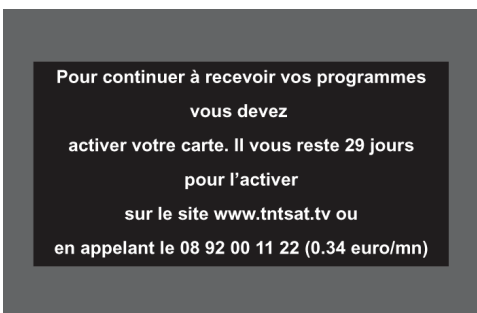 Pour continuer à recevoir vos programmes
vous devez
activer votre carte. Il vous reste 29 jours
pour l’activer
sur le site www.tntsat.tv ou
en appelant le 08 92 00 11 22 (0.34 euro/mn)